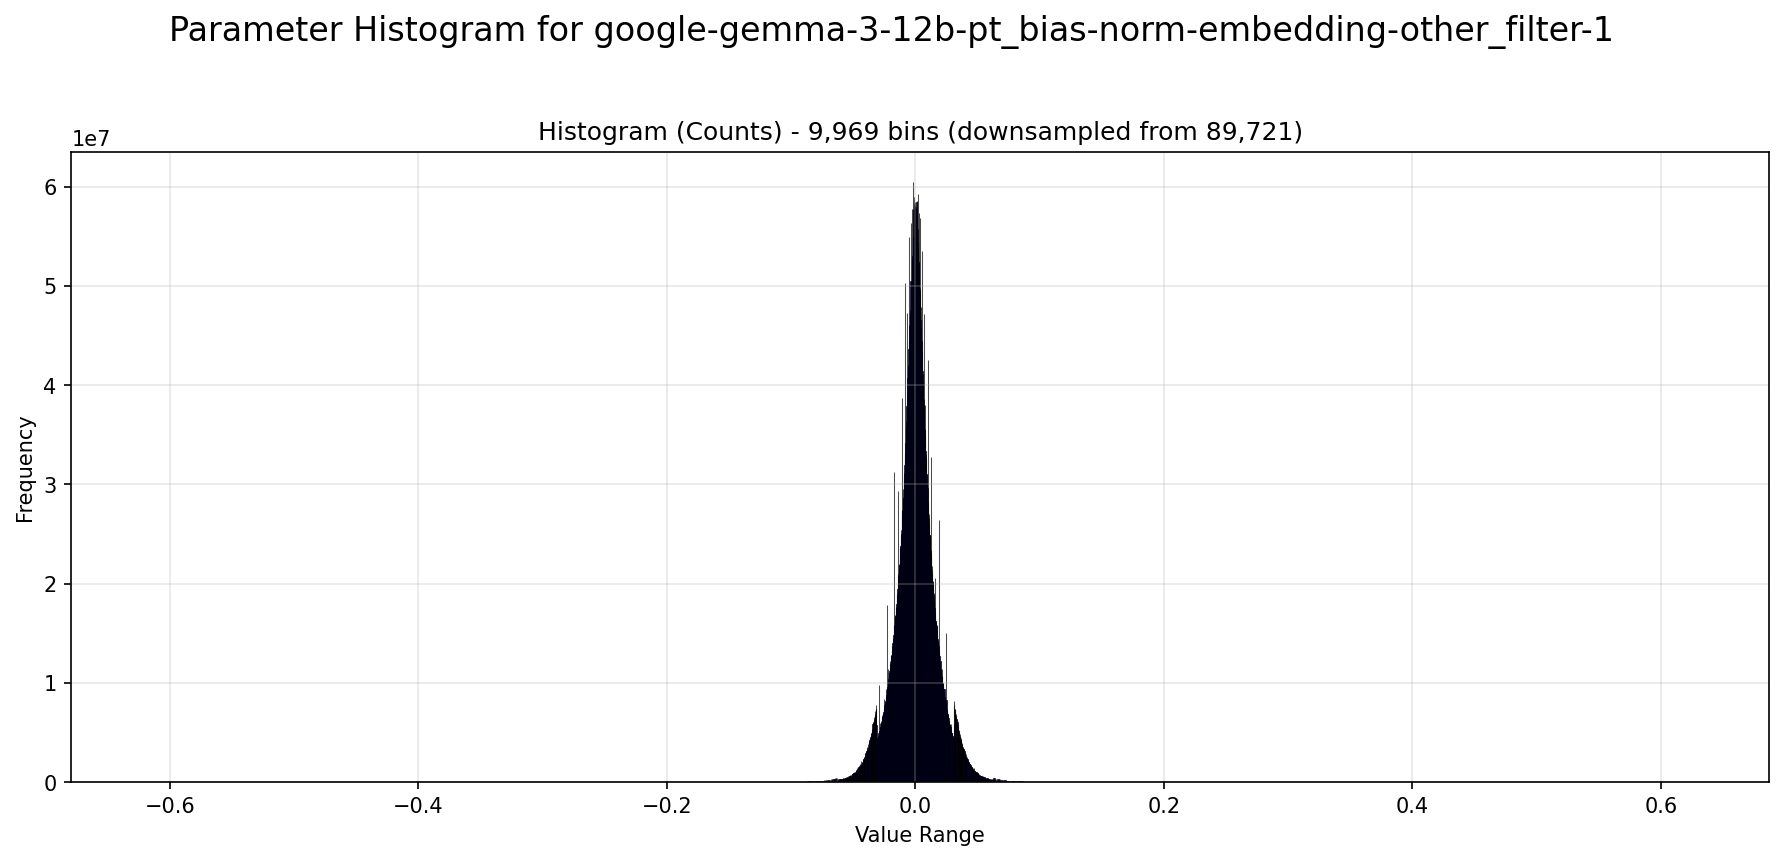 Parameter Histogram for google-gemma-3-12b-pt_bias-norm-embedding-other_filter-1
Histogram (Counts) - 9,969 bins (downsampled from 89,721)
1e7
6
5
4
3
2
1
0
Frequency
−0.6 −0.4 −0.2 0.0 0.2 0.4 0.6
Value Range